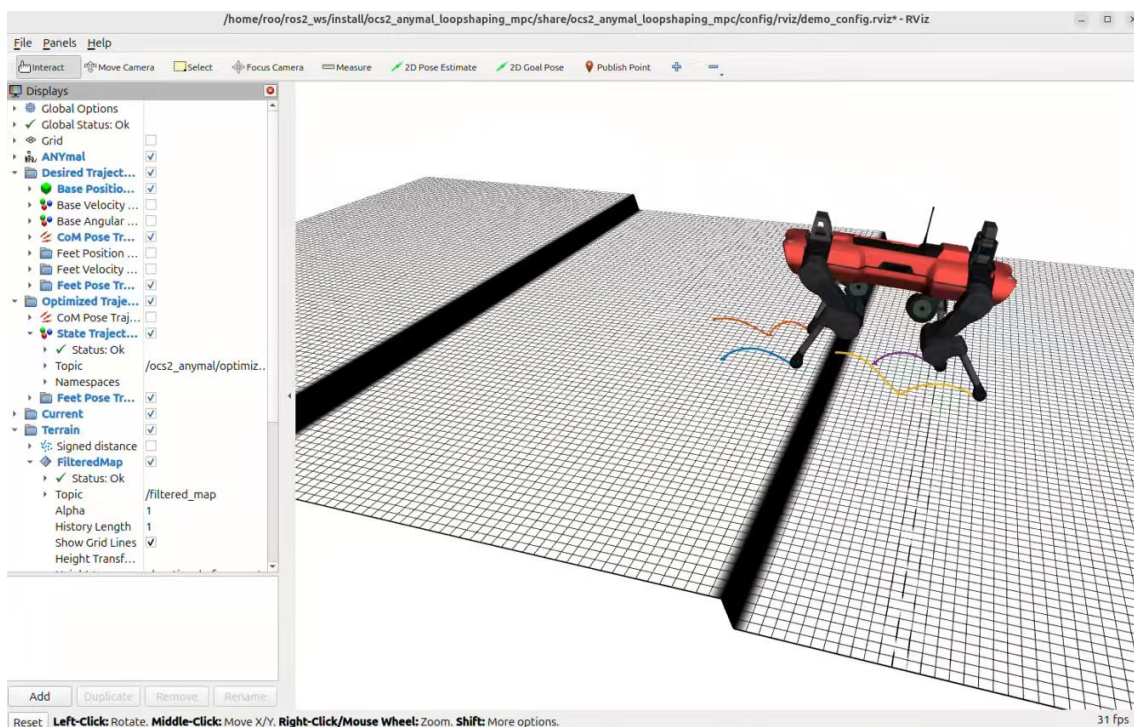 /home/roo/ros2_ws/install/ocs2_anymal_loopshaping_mpc/share/ocs2_anymal_loopshaping_mpc/config/rviz/demo_config.rviz* - RViz
File Panels Help
Interact Move Camera Select Focus Camera Measure 2D Pose Estimate 2D Goal Pose Publish Point
Displays
Global Options
Global Status: Ok
Grid
ANYmal
Desired Traject...
Base Positio...
Base Velocity ...
Base Angular ...
CoM Pose Tr...
Feet Position ...
Feet Velocity ...
Feet Pose Tr...
Optimized Traje...
CoM Pose Traj...
State Traject...
Status: Ok
Topic /ocs2_anymal/optimiz...
Namespaces
Feet Pose Tr...
Current
Terrain
Signed distance
FilteredMap
Status: Ok
Topic /filtered_map
Alpha 1
History Length 1
Show Grid Lines
Height Transf...
Add Duplicate Remove Rename
Reset Left-Click: Rotate. Middle-Click: Move X/Y. Right-Click/Mouse Wheel: Zoom. Shift: More options. 31 fps